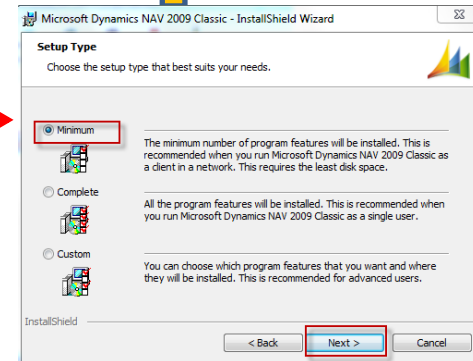 Microsoft Dynamics NAV 2009 Classic - InstallShield Wizard
Setup Type
Choose the setup type that best suits your needs.
Minimum
The minimum number of program features will be installed. This is
recommended when you run Microsoft Dynamics NAV 2009 Classic as
a client in a network. This requires the least disk space.
Complete
All the program features will be installed. This is recommended when
you run Microsoft Dynamics NAV 2009 Classic as a single user.
Custom
You can choose which program features that you want and where
they will be installed. This is recommended for advanced users.
InstallShield
< Back Next > Cancel